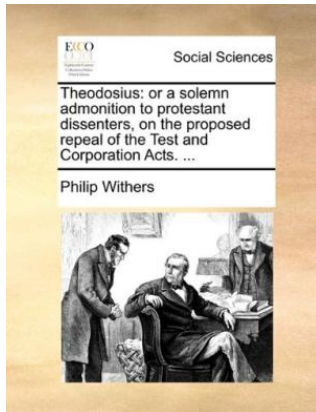 ECCO
Social Sciences
Theodosius: or a solemn
admonition to protestant
dissenters, on the proposed
repeal of the Test and
Corporation Acts. ...
Philip Withers